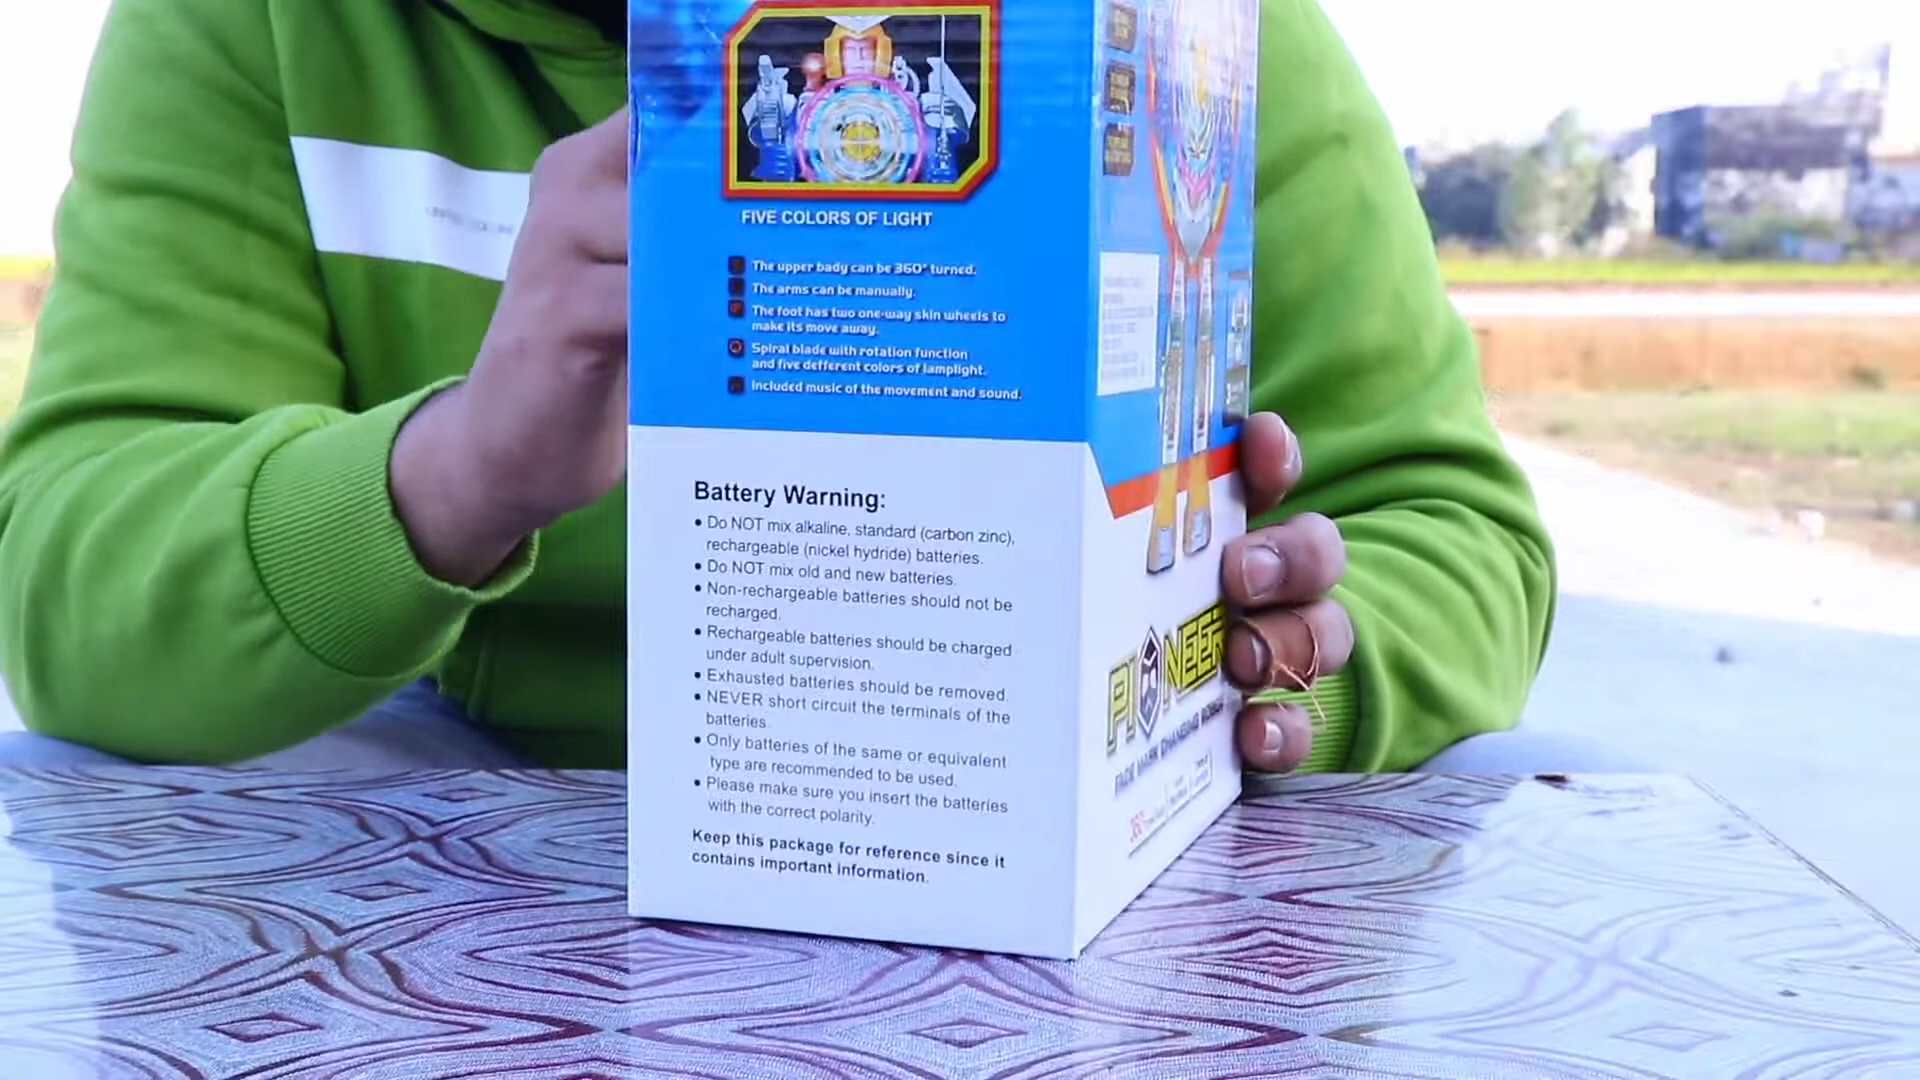 FIVE COLORS OF LIGHT
The upper bady can be 360° turned.
The arms can be manually.
The foot has two one-way skin wheels to
make its move away.
Spiral blade with rotation function
and five defferent colors of lamplight.
Included music of the movement and sound.
Battery Warning:
• Do NOT mix alkaline, standard (carbon zinc),
rechargeable (nickel hydride) batteries.
• Do NOT mix old and new batteries.
• Non-rechargeable batteries should not be
recharged.
• Rechargeable batteries should be charged
under adult supervision.
• Exhausted batteries should be removed.
• NEVER short circuit the terminals of the
batteries.
• Only batteries of the same or equivalent
type are recommended to be used.
• Please make sure you insert the batteries
with the correct polarity.
Keep this package for reference since it
contains important information.
PIONEER
FACE MARK CHANGING ROBOT
360°